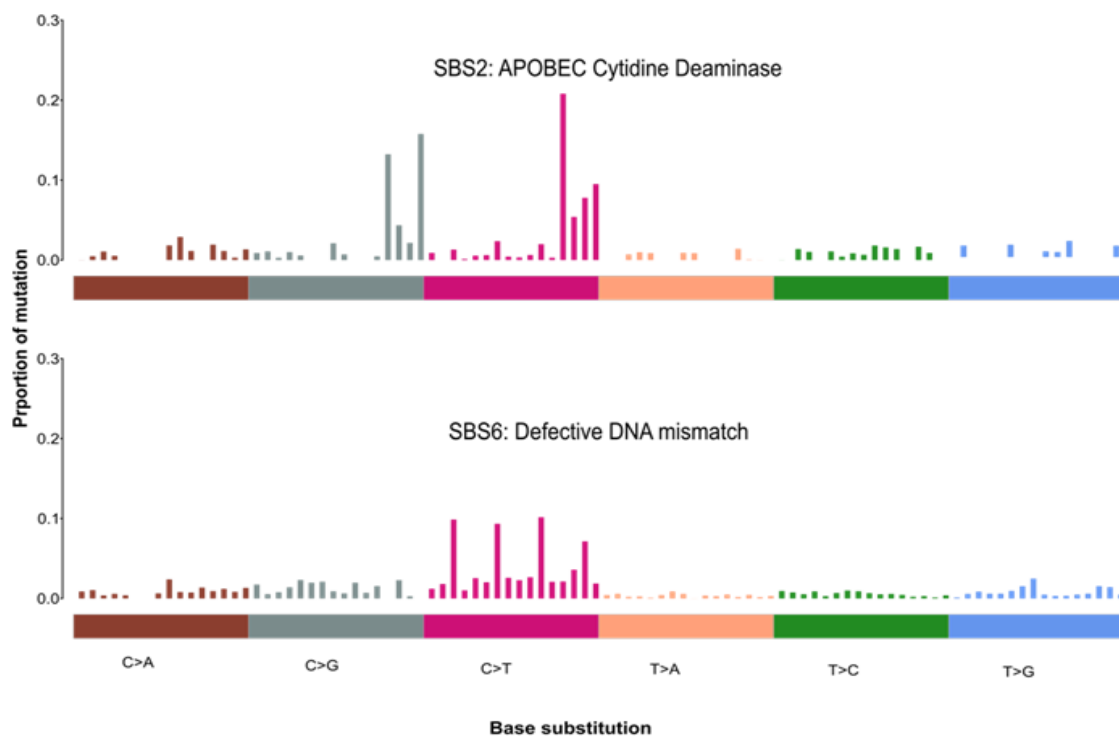 0.3
SBS2: APOBEC Cytidine Deaminase
0.2
0.1
0.0
Prportion of mutation
0.3
SBS6: Defective DNA mismatch
0.2
0.1
0.0
C>A C>G C>T T>A T>C T>G
Base substitution